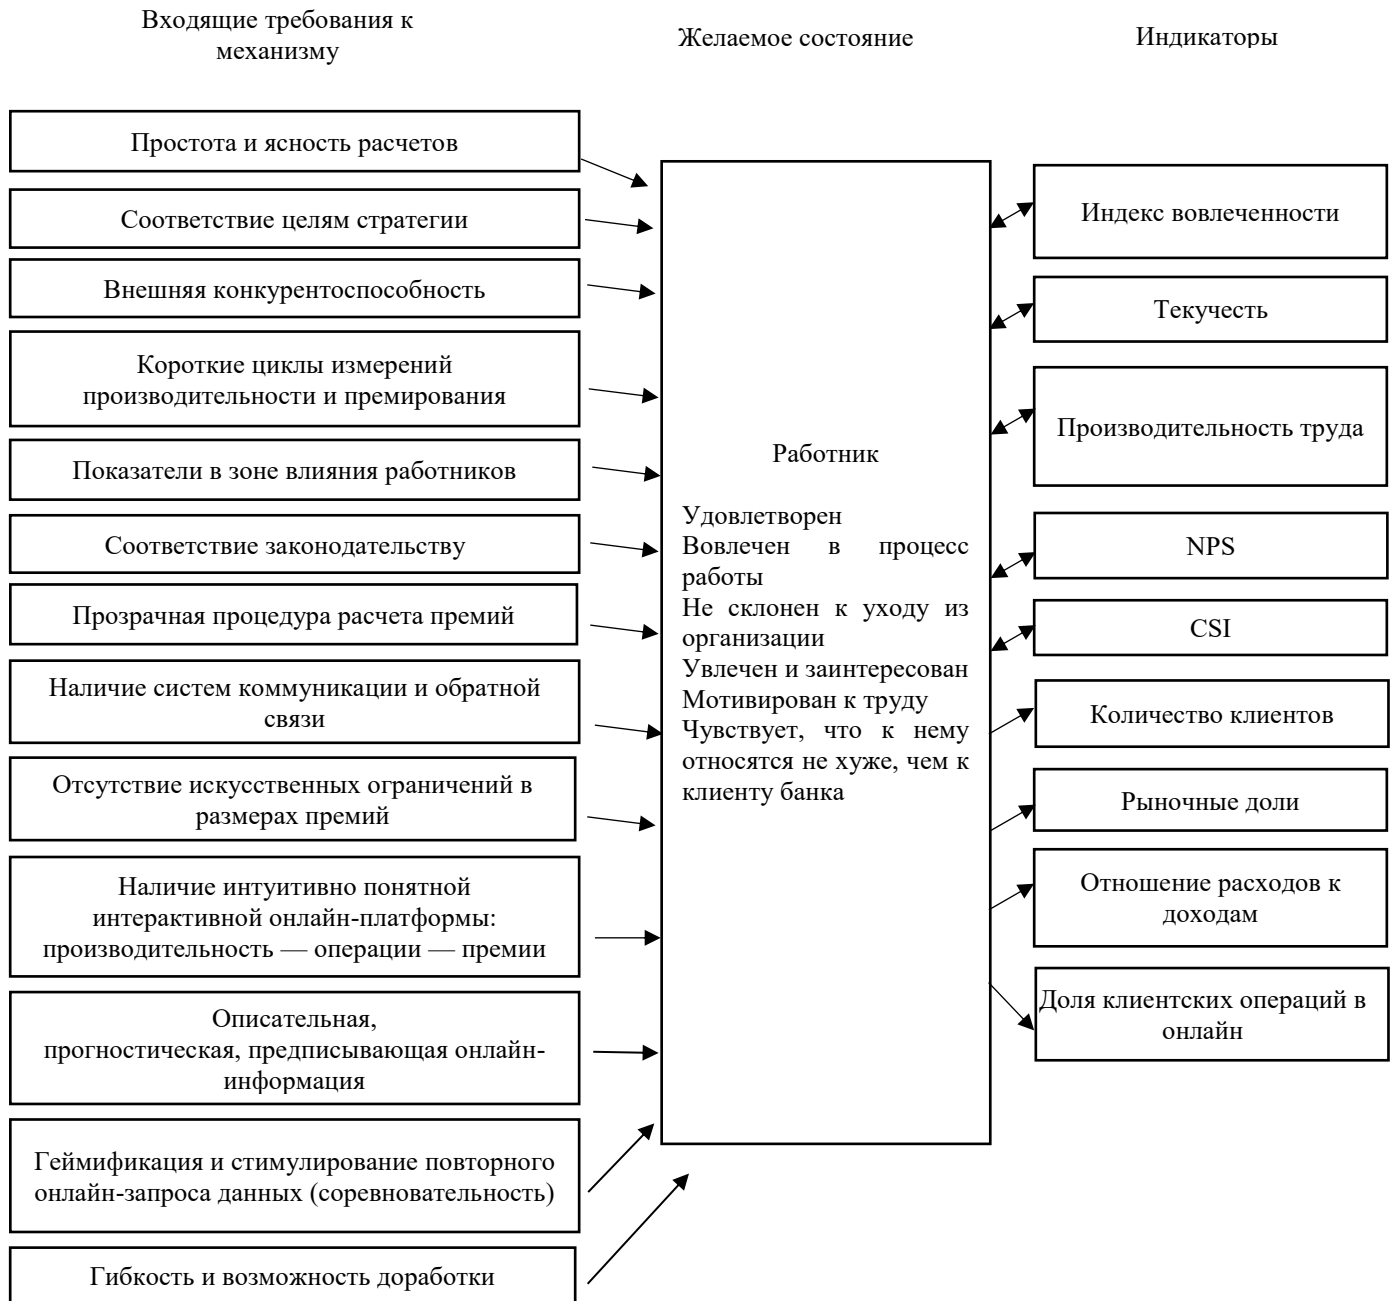 Входящие требования к
механизму
Желаемое состояние
Индикаторы
Простота и ясность расчетов
Соответствие целям стратегии
Внешняя конкурентоспособность
Короткие циклы измерений
производительности и премирования
Показатели в зоне влияния работников
Соответствие законодательству
Прозрачная процедура расчета премий
Наличие систем коммуникации и обратной
связи
Отсутствие искусственных ограничений в
размерах премий
Наличие интуитивно понятной
интерактивной онлайн-платформы:
производительность — операции — премии
Описательная,
прогностическая, предписывающая онлайн-
информация
Геймификация и стимулирование повторного
онлайн-запроса данных (соревновательность)
Гибкость и возможность доработки
Работник
Удовлетворен
Вовлечен в процесс
работы
Не склонен к уходу из
организации
Увлечен и заинтересован
Мотивирован к труду
Чувствует, что к нему
относятся не хуже, чем к
клиенту банка
Индекс вовлеченности
Текучесть
Производительность труда
NPS
CSI
Количество клиентов
Рыночные доли
Отношение расходов к
доходам
Доля клиентских операций в
онлайн